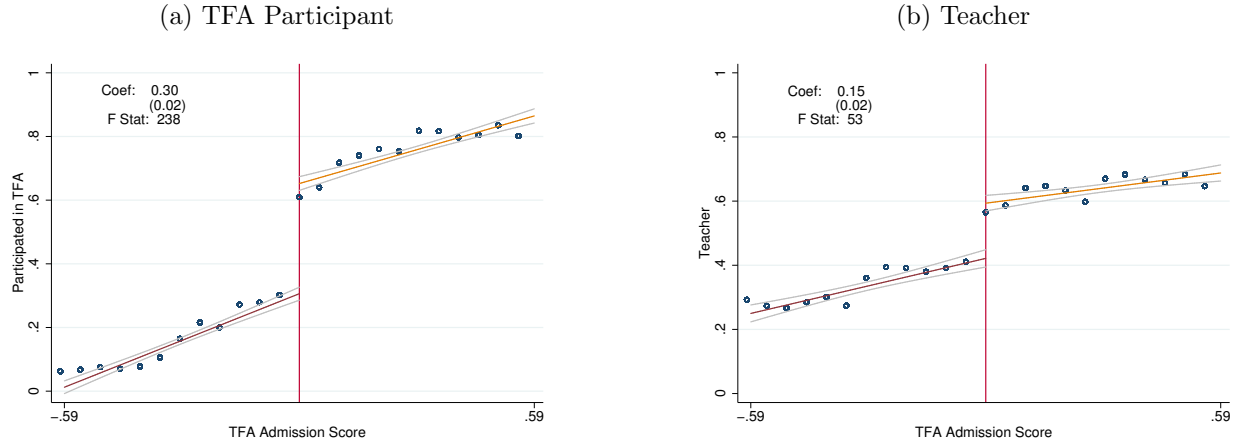 (a) TFA Participant
Coef: 0.30
(0.02)
F Stat: 238
Participated in TFA
1
.8
.6
.4
.2
0
-.59
.59
TFA Admission Score
(b) Teacher
Coef: 0.15
(0.02)
F Stat: 53
Teacher
1
.8
.6
.4
.2
0
-.59
.59
TFA Admission Score